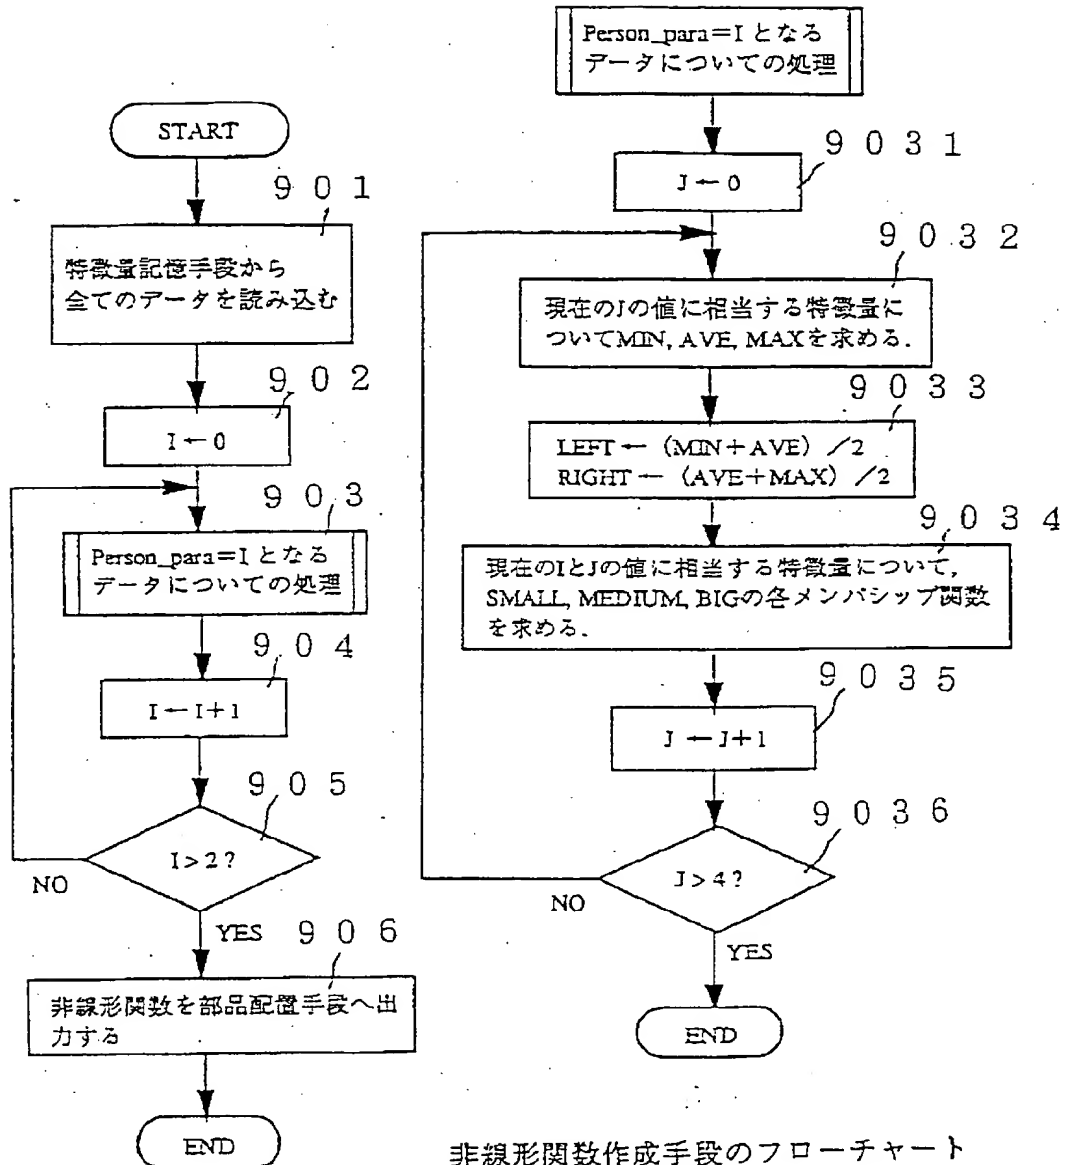 START
901
特徴量記憶手段から
全てのデータを読み込む
902
I ← 0
903
Person_para＝I となる
データについての処理
904
I ← I+1
905
I > 2 ?
NO
YES
906
非線形関数を部品配置手段へ出
力する
END
Person_para＝I となる
データについての処理
9031
J ← 0
9032
現在のJの値に相当する特徴量に
ついてMIN, AVE, MAXを求める.
9033
LEFT ← （MIN＋AVE）／2
RIGHT ← （AVE＋MAX）／2
9034
現在のIとJの値に相当する特徴量について,
SMALL, MEDIUM, BIGの各メンバシップ関数
を求める.
9035
J ← J+1
9036
J > 4 ?
NO
YES
END
非線形関数作成手段のフローチャート